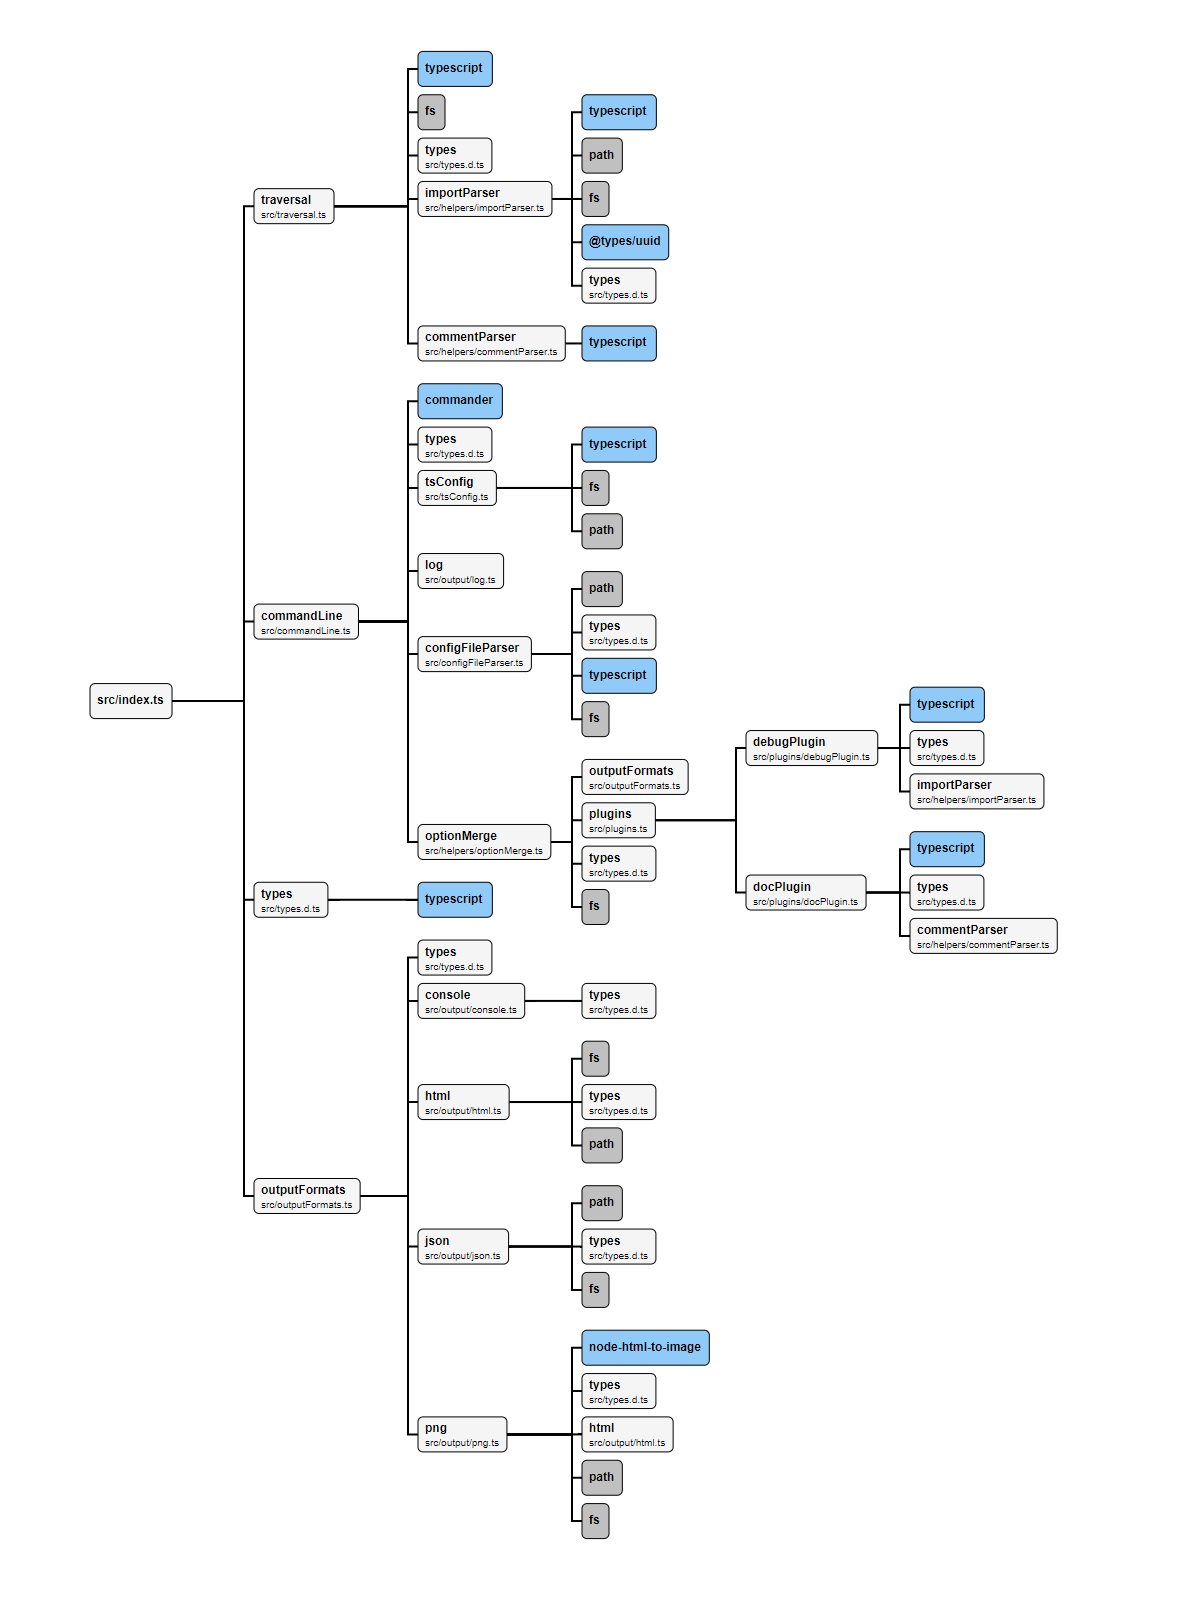 src/index.ts
traversal
src/traversal.ts
typescript
fs
types
src/types.d.ts
importParser
src/helpers/importParser.ts
typescript
path
fs
@types/uuid
types
src/types.d.ts
commentParser
src/helpers/commentParser.ts
typescript
commandLine
src/commandLine.ts
commander
types
src/types.d.ts
tsConfig
src/tsConfig.ts
typescript
fs
path
log
src/output/log.ts
configFileParser
src/configFileParser.ts
path
types
src/types.d.ts
typescript
fs
optionMerge
src/helpers/optionMerge.ts
outputFormats
src/outputFormats.ts
plugins
src/plugins.ts
debugPlugin
src/plugins/debugPlugin.ts
typescript
types
src/types.d.ts
importParser
src/helpers/importParser.ts
docPlugin
src/plugins/docPlugin.ts
typescript
types
src/types.d.ts
commentParser
src/helpers/commentParser.ts
types
src/types.d.ts
fs
types
src/types.d.ts
typescript
outputFormats
src/outputFormats.ts
types
src/types.d.ts
console
src/output/console.ts
types
src/types.d.ts
html
src/output/html.ts
fs
types
src/types.d.ts
path
json
src/output/json.ts
path
types
src/types.d.ts
fs
png
src/output/png.ts
node-html-to-image
types
src/types.d.ts
html
src/output/html.ts
path
fs